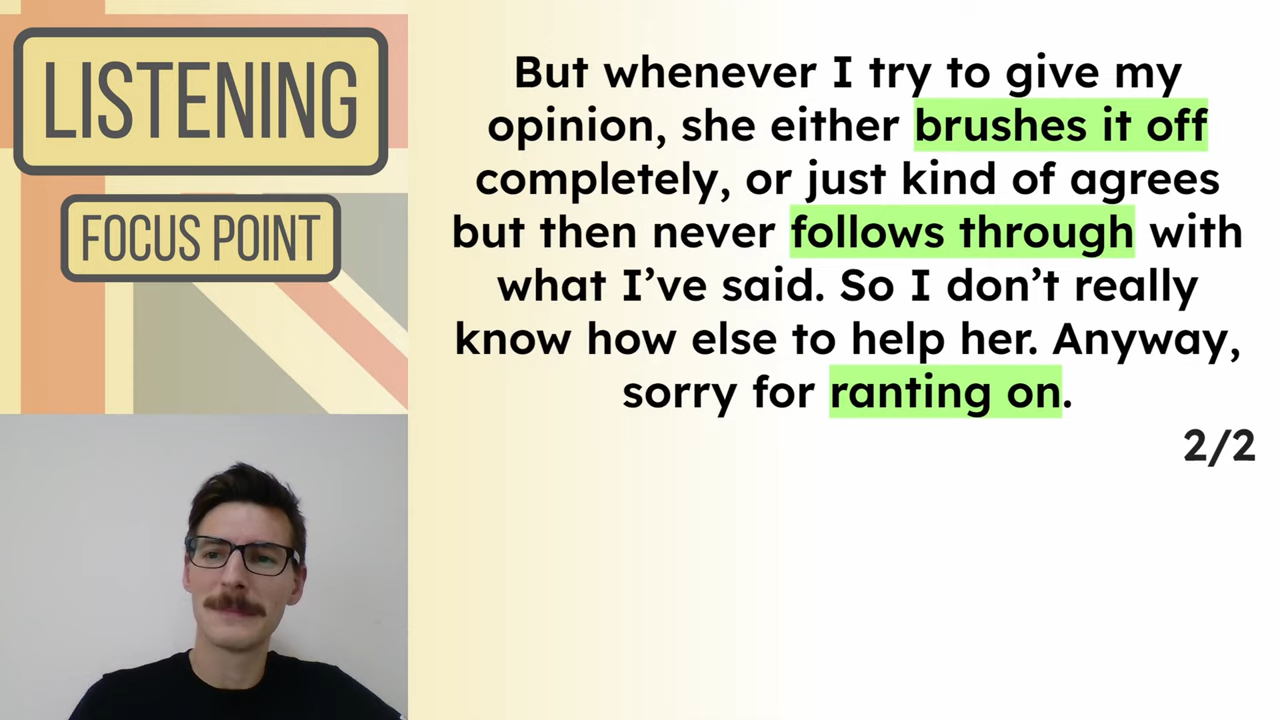 LISTENING
FOCUS POINT
But whenever I try to give my
opinion, she either brushes it off
completely, or just kind of agrees
but then never follows through with
what I’ve said. So I don’t really
know how else to help her. Anyway,
sorry for ranting on.
2/2